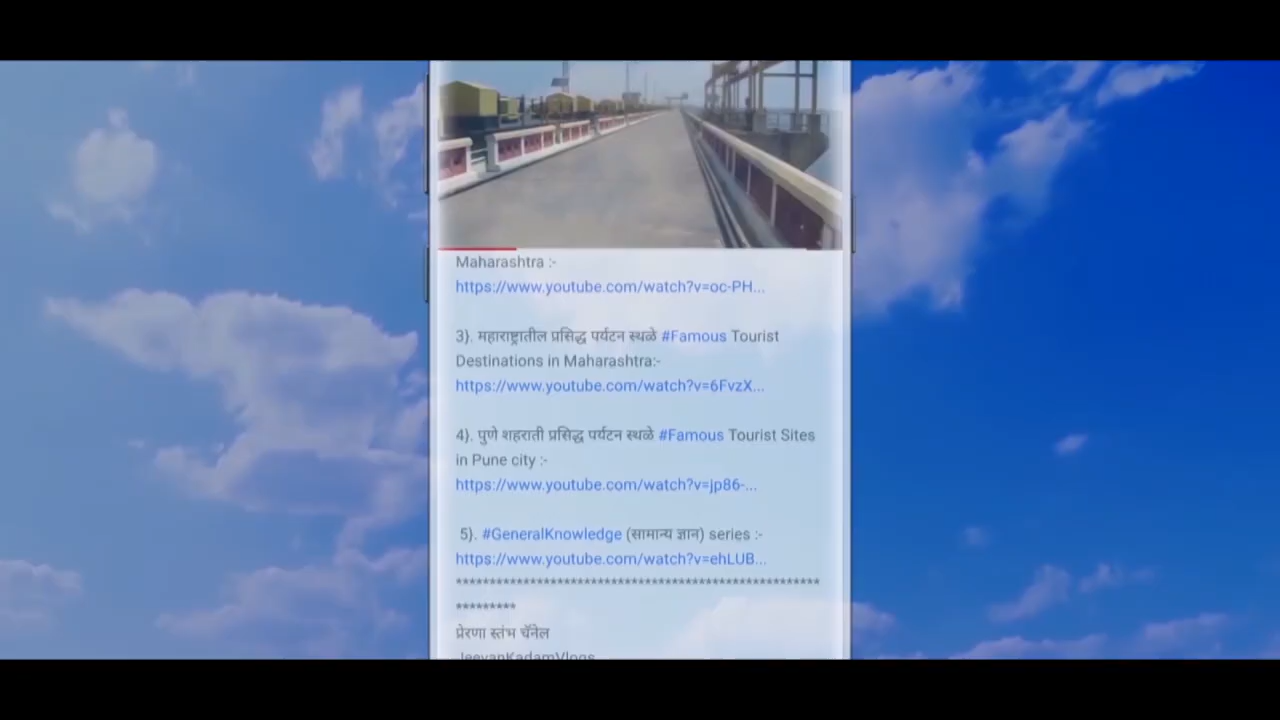 Maharashtra :-
https://www.youtube.com/watch?v=oc-PH...
3}. महाराष्ट्रातील प्रसिद्ध पर्यटन स्थळे #Famous Tourist
Destinations in Maharashtra:-
https://www.youtube.com/watch?v=6FvzX...
4}. पुणे शहराती प्रसिद्ध पर्यटन स्थळे #Famous Tourist Sites
in Pune city :-
https://www.youtube.com/watch?v=jp86-...
5}. #GeneralKnowledge (सामान्य ज्ञान) series :-
https://www.youtube.com/watch?v=ehLUB...
*******************************************************
*********
प्रेरणा स्तंभ चॅनेल
JeevanKadamVlogs